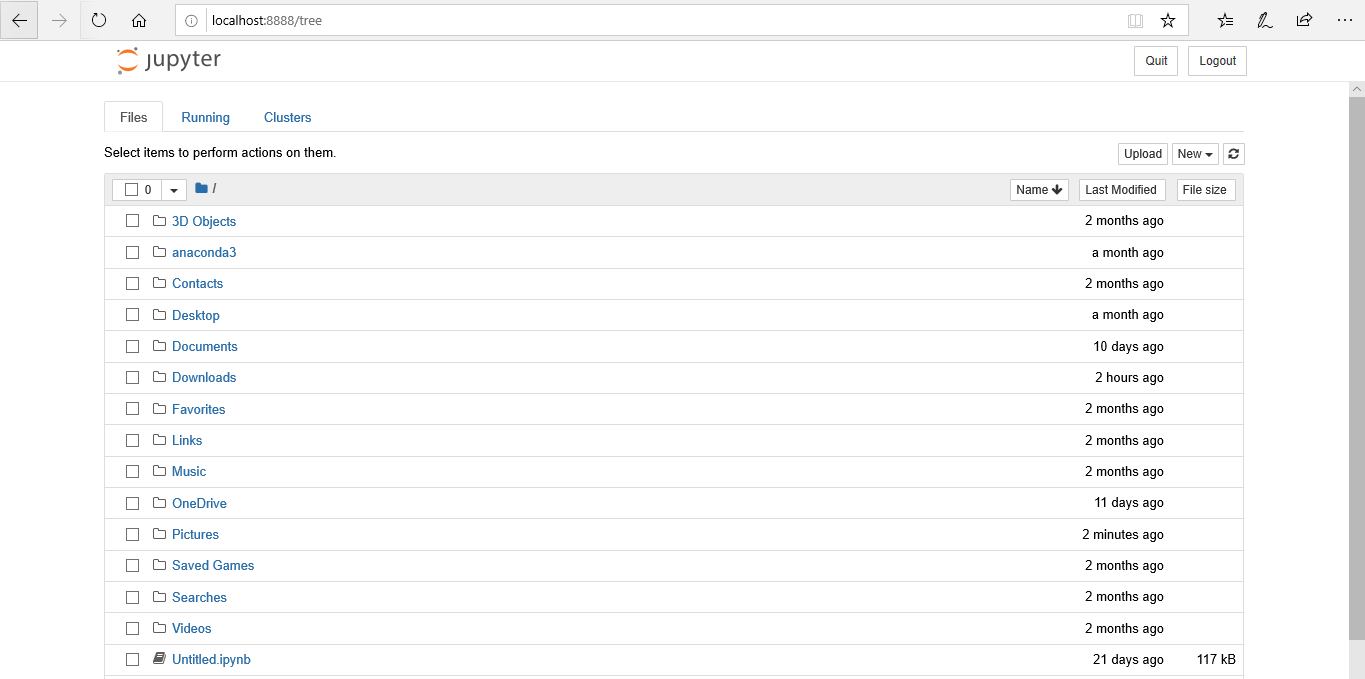 localhost:8888/tree
jupyter
Quit Logout
Files Running Clusters
Select items to perform actions on them.
Upload New
0 / Name Last Modified File size
3D Objects 2 months ago
anaconda3 a month ago
Contacts 2 months ago
Desktop a month ago
Documents 10 days ago
Downloads 2 hours ago
Favorites 2 months ago
Links 2 months ago
Music 2 months ago
OneDrive 11 days ago
Pictures 2 minutes ago
Saved Games 2 months ago
Searches 2 months ago
Videos 2 months ago
Untitled.ipynb 21 days ago 117 kB